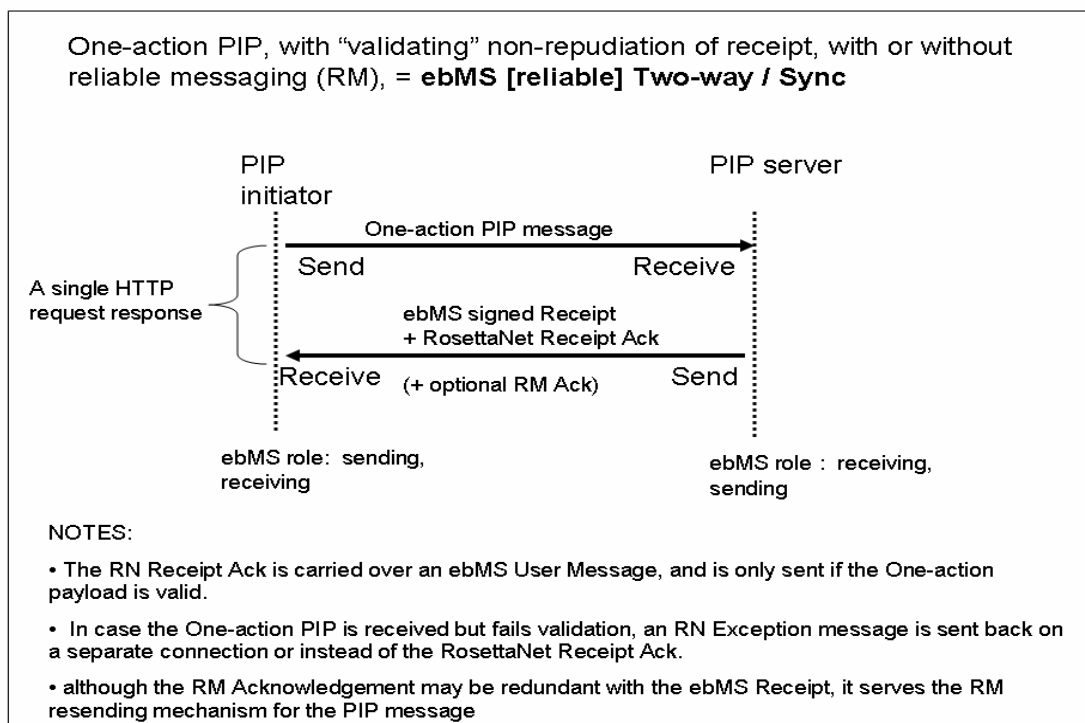 One-action PIP, with “validating” non-repudiation of receipt, with or without
reliable messaging (RM), = ebMS [reliable] Two-way / Sync
PIP
initiator
PIP server
One-action PIP message
Send
Receive
A single HTTP
request response
ebMS signed Receipt
+ RosettaNet Receipt Ack
Receive
(+ optional RM Ack)
Send
ebMS role: sending,
receiving
ebMS role : receiving,
sending
NOTES:
• The RN Receipt Ack is carried over an ebMS User Message, and is only sent if the One-action
payload is valid.
• In case the One-action PIP is received but fails validation, an RN Exception message is sent back on
a separate connection or instead of the RosettaNet Receipt Ack.
• although the RM Acknowledgement may be redundant with the ebMS Receipt, it serves the RM
resending mechanism for the PIP message